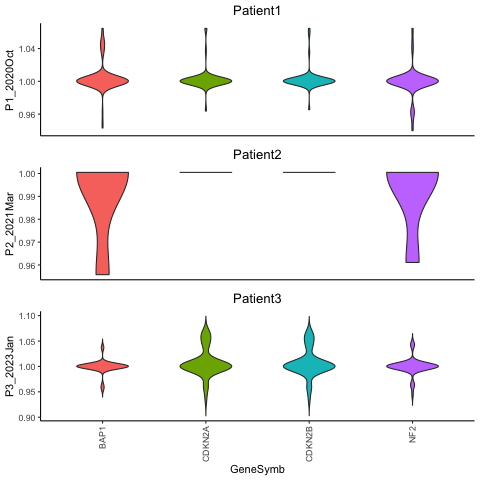 Patient1
P1_2020Oct
1.04
1.00
0.96
Patient2
P2_2021Mar
1.00
0.99
0.98
0.97
0.96
Patient3
P3_2023Jan
1.10
1.05
1.00
0.95
0.90
BAP1
CDKN2A
CDKN2B
NF2
GeneSymb